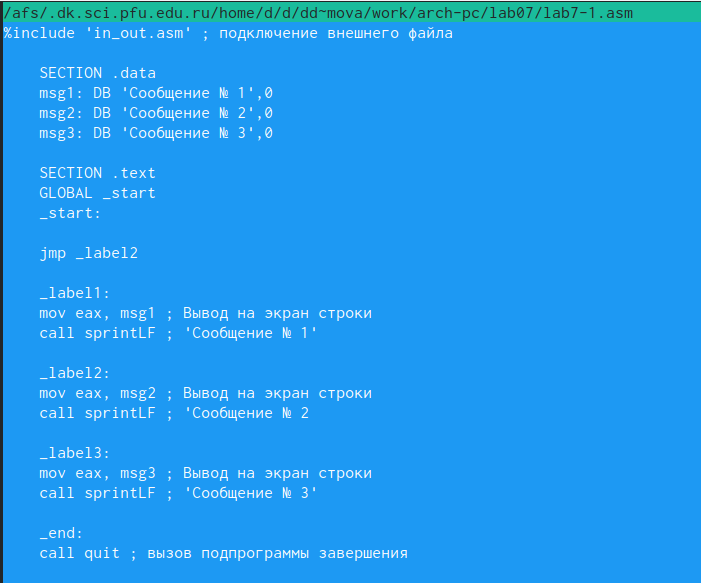 /afs/.dk.sci.pfu.edu.ru/home/d/d/dd~mova/work/arch-pc/lab07/lab7-1.asm
%include 'in_out.asm' ; подключение внешнего файла
SECTION .data
msg1: DB 'Сообщение № 1',0
msg2: DB 'Сообщение № 2',0
msg3: DB 'Сообщение № 3',0
SECTION .text
GLOBAL _start
_start:
jmp _label2
_label1:
mov eax, msg1 ; Вывод на экран строки
call sprintLF ; 'Сообщение № 1'
_label2:
mov eax, msg2 ; Вывод на экран строки
call sprintLF ; 'Сообщение № 2
_label3:
mov eax, msg3 ; Вывод на экран строки
call sprintLF ; 'Сообщение № 3'
_end:
call quit ; вызов подпрограммы завершения